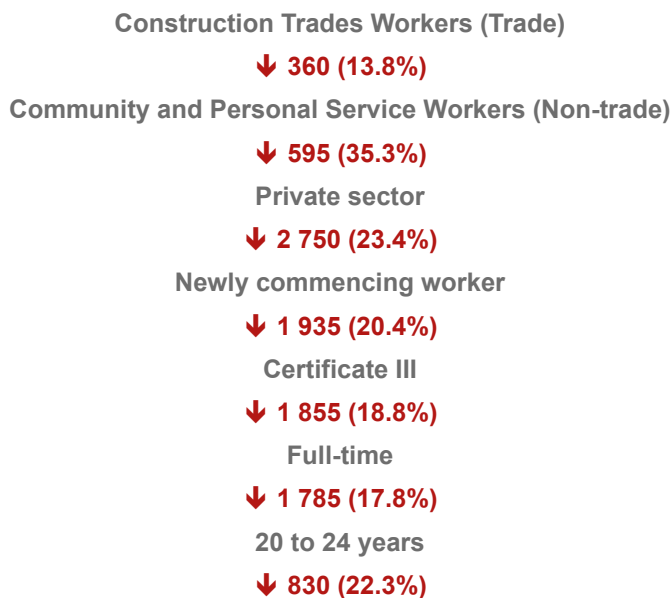 Construction Trades Workers (Trade)
↓ 360 (13.8%)
Community and Personal Service Workers (Non-trade)
↓ 595 (35.3%)
Private sector
↓ 2 750 (23.4%)
Newly commencing worker
↓ 1 935 (20.4%)
Certificate III
↓ 1 855 (18.8%)
Full-time
↓ 1 785 (17.8%)
20 to 24 years
↓ 830 (22.3%)